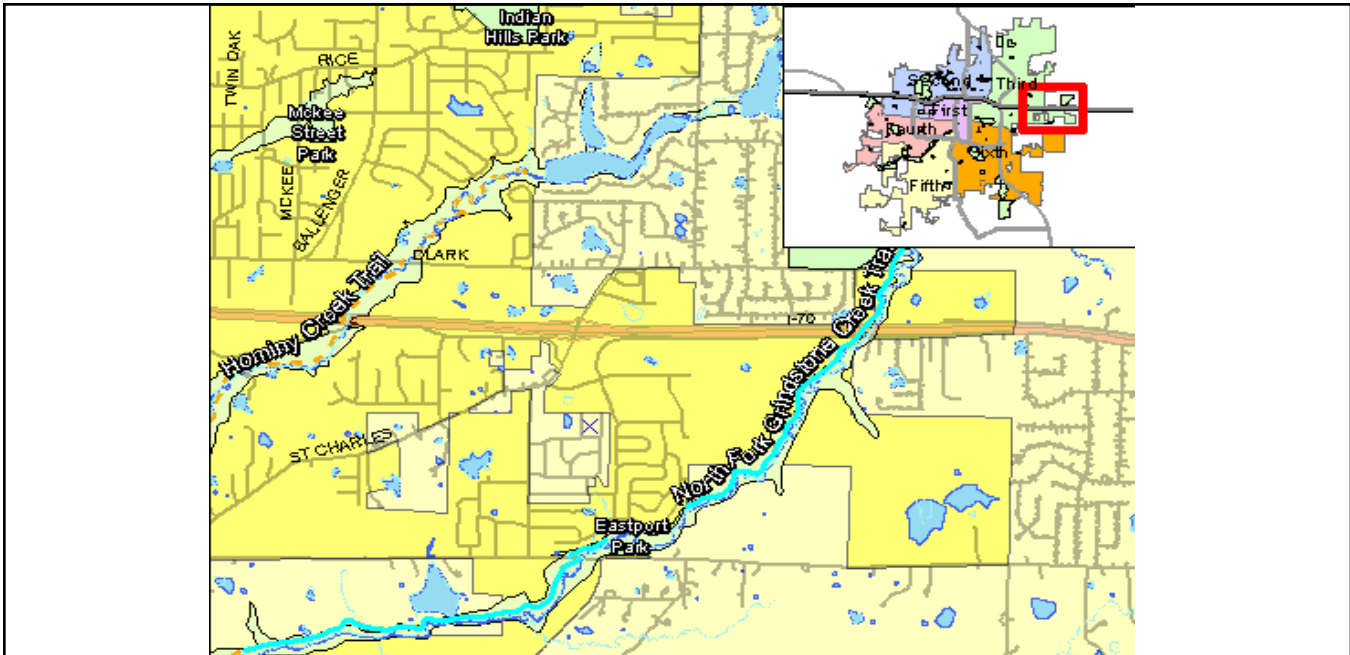 Indian
Hills Park
TWIN OAK
RICE
Mckee
Street
Park
MCKEE
BALLENGER
CLARK
Hominy Creek Trail
I-70
North Fork Grindstone Creek Trail
ST CHARLES
Eastport
Park
Second
Third
First
Fourth
Sixth
Fifth